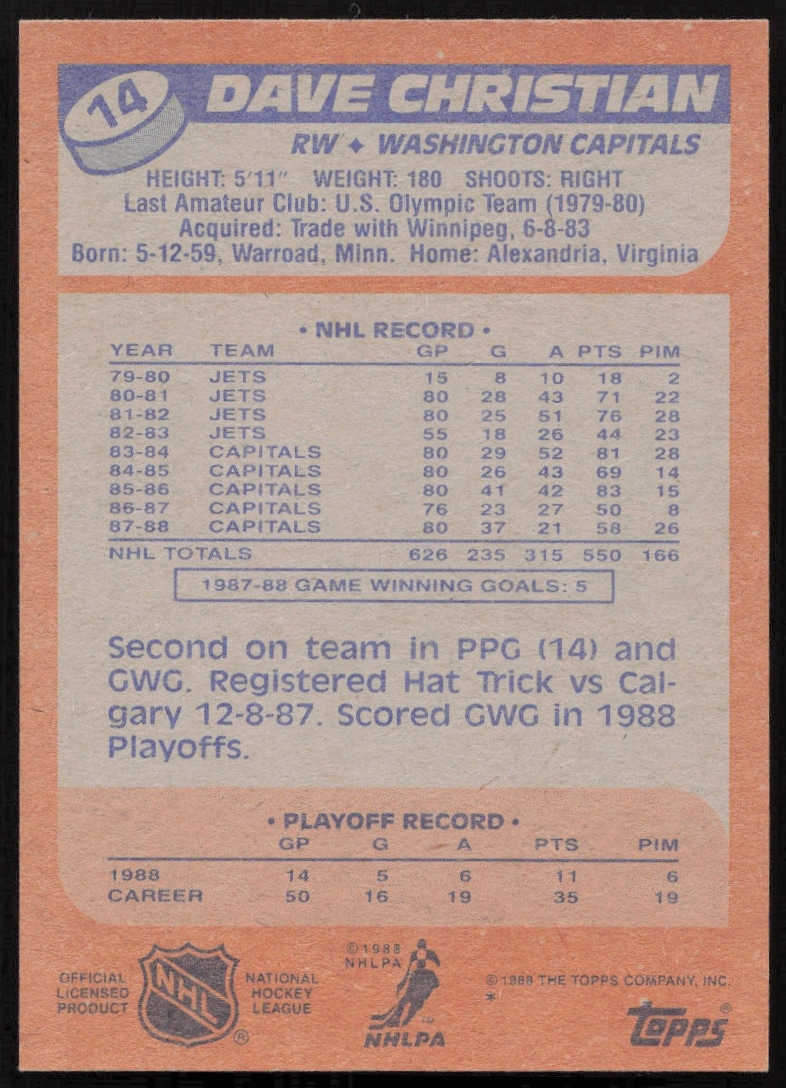 14 DAVE CHRISTIAN
RW ✦ WASHINGTON CAPITALS
HEIGHT: 5'11" WEIGHT: 180 SHOOTS: RIGHT
Last Amateur Club: U.S. Olympic Team (1979-80)
Acquired: Trade with Winnipeg, 6-8-83
Born: 5-12-59, Warroad, Minn. Home: Alexandria, Virginia
• NHL RECORD •
YEAR TEAM GP G A PTS PIM
79-80 JETS 15 8 10 18 2
80-81 JETS 80 28 43 71 22
81-82 JETS 80 25 51 76 28
82-83 JETS 55 18 26 44 23
83-84 CAPITALS 80 29 52 81 28
84-85 CAPITALS 80 26 43 69 14
85-86 CAPITALS 80 41 42 83 15
86-87 CAPITALS 76 23 27 50 8
87-88 CAPITALS 80 37 21 58 26
NHL TOTALS 626 235 315 550 166
1987-88 GAME WINNING GOALS: 5
Second on team in PPG (14) and
GWG. Registered Hat Trick vs Cal-
gary 12-8-87. Scored GWG in 1988
Playoffs.
• PLAYOFF RECORD •
GP G A PTS PIM
1988 14 5 6 11 6
CAREER 50 16 19 35 19
OFFICIAL
LICENSED
PRODUCT
NHL
®
NATIONAL
HOCKEY
LEAGUE
©1988
NHLPA
TM
NHLPA
©1988 THE TOPPS COMPANY, INC.
*
topps®